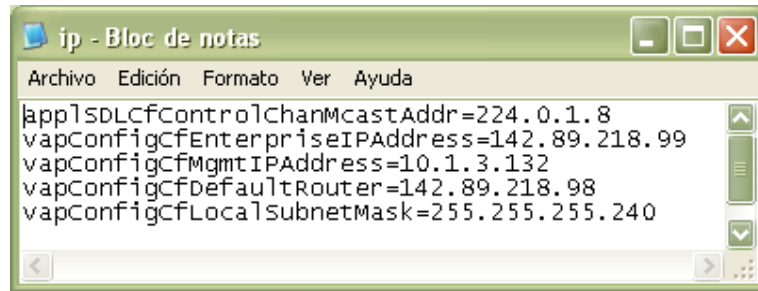 ip - Bloc de notas
Archivo Edición Formato Ver Ayuda
applSDLCfControlChanMcastAddr=224.0.1.8
vapConfigCfEnterpriseIPAddress=142.89.218.99
vapConfigCfMgmtIPAddress=10.1.3.132
vapConfigCfDefaultRouter=142.89.218.98
vapConfigCfLocalSubnetMask=255.255.255.240